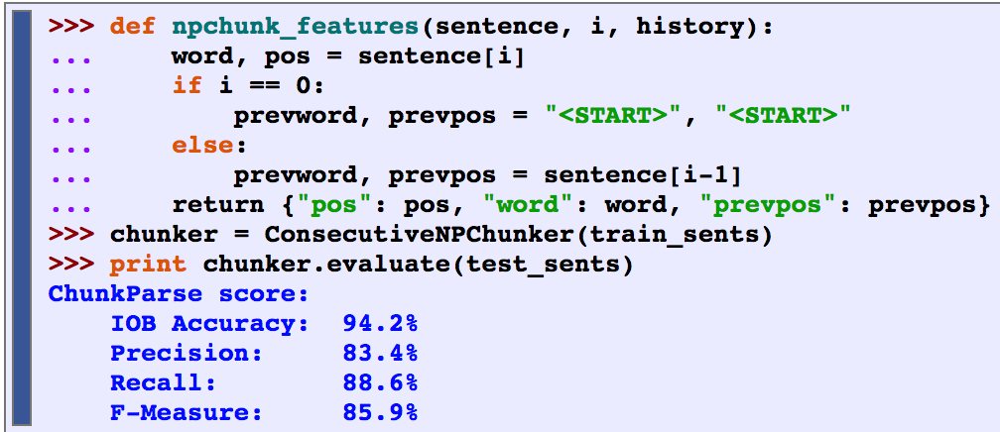 >>> def npchunk_features(sentence, i, history):
...     word, pos = sentence[i]
...     if i == 0:
...         prevword, prevpos = "<START>", "<START>"
...     else:
...         prevword, prevpos = sentence[i-1]
...     return {"pos": pos, "word": word, "prevpos": prevpos}
>>> chunker = ConsecutiveNPChunker(train_sents)
>>> print chunker.evaluate(test_sents)
ChunkParse score:
    IOB Accuracy:  94.2%
    Precision:     83.4%
    Recall:        88.6%
    F-Measure:     85.9%